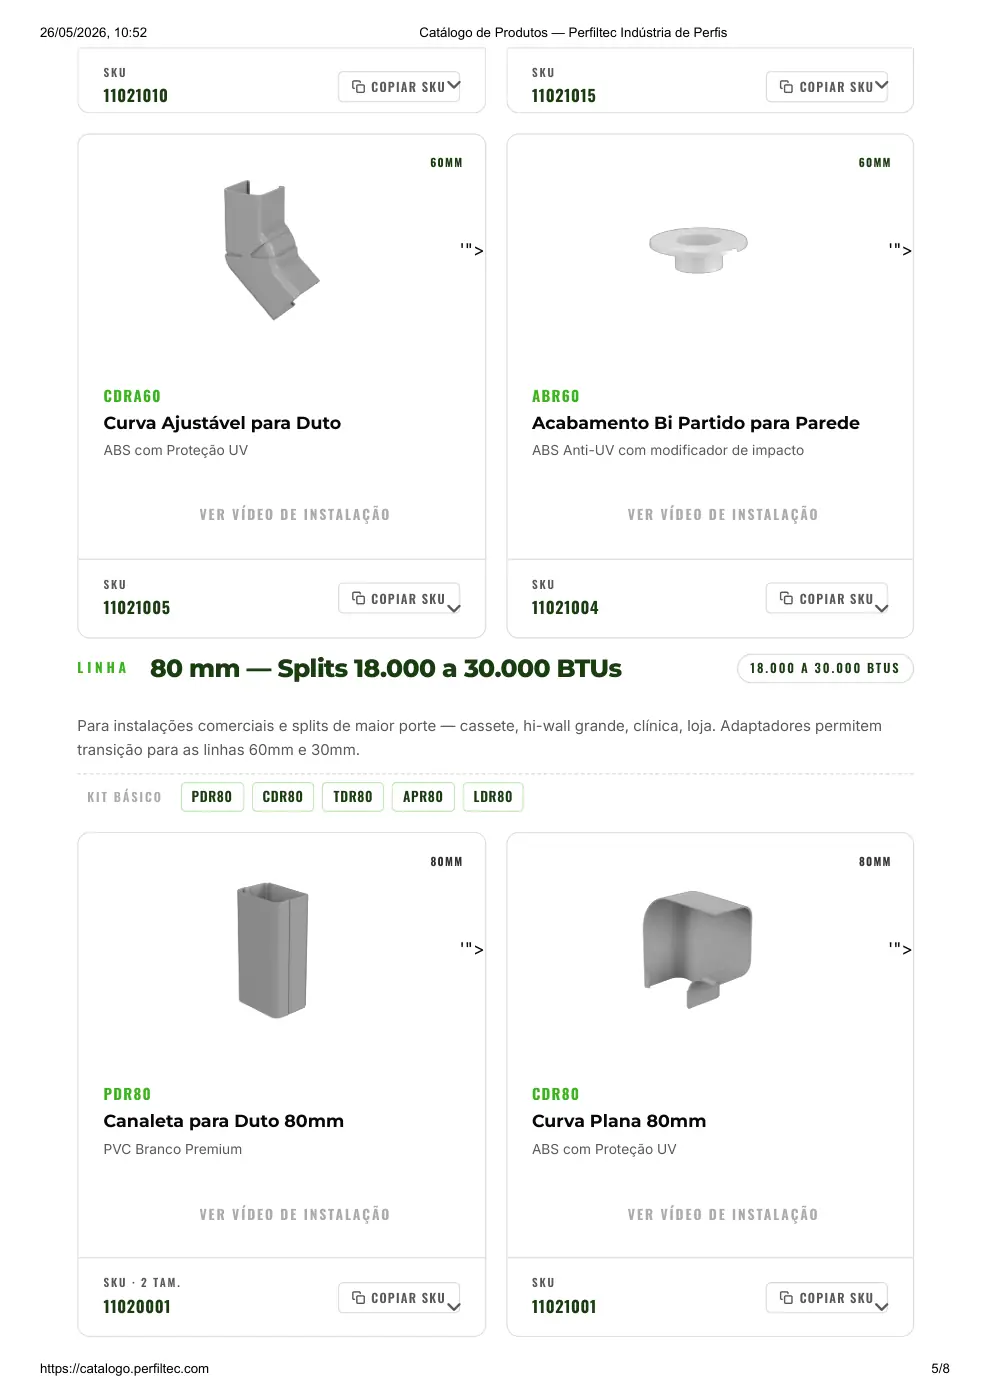 26/05/2026, 10:52
Catálogo de Produtos — Perfiltec Indústria de Perfis
SKU
11021010
COPIAR SKU
SKU
11021015
COPIAR SKU
60MM
'">
CDRA60
Curva Ajustável para Duto
ABS com Proteção UV
VER VÍDEO DE INSTALAÇÃO
SKU
11021005
COPIAR SKU
60MM
'">
ABR60
Acabamento Bi Partido para Parede
ABS Anti-UV com modificador de impacto
VER VÍDEO DE INSTALAÇÃO
SKU
11021004
COPIAR SKU
LINHA 80 mm — Splits 18.000 a 30.000 BTUs
18.000 A 30.000 BTUS
Para instalações comerciais e splits de maior porte — cassete, hi-wall grande, clínica, loja. Adaptadores permitem
transição para as linhas 60mm e 30mm.
KIT BÁSICO PDR80 CDR80 TDR80 APR80 LDR80
80MM
'">
PDR80
Canaleta para Duto 80mm
PVC Branco Premium
VER VÍDEO DE INSTALAÇÃO
SKU · 2 TAM.
11020001
COPIAR SKU
80MM
'">
CDR80
Curva Plana 80mm
ABS com Proteção UV
VER VÍDEO DE INSTALAÇÃO
SKU
11021001
COPIAR SKU
https://catalogo.perfiltec.com
5/8